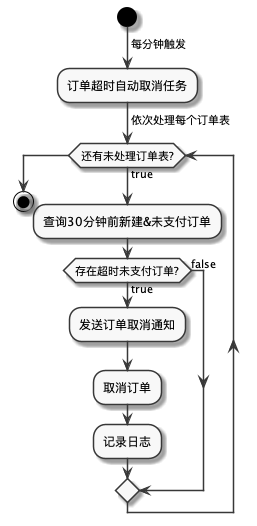 每分钟触发
订单超时自动取消任务
依次处理每个订单表
还有未处理订单表?
true
查询30分钟前新建&未支付订单
存在超时未支付订单?
false
true
发送订单取消通知
取消订单
记录日志